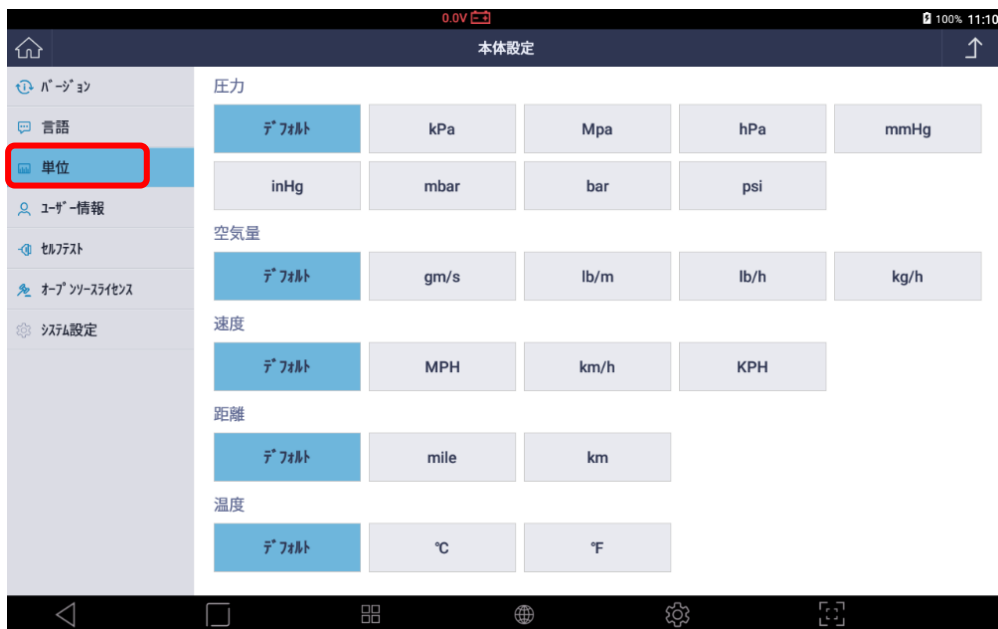 0.0V
100% 11:10
本体設定
ﾊﾞｰｼﾞｮﾝ
言語
単位
ﾕｰｻﾞｰ情報
ｾﾙﾌﾃｽﾄ
ｵｰﾌﾟﾝｿｰｽﾗｲｾﾝｽ
ｼｽﾃﾑ設定
圧力
ﾃﾞﾌｫﾙﾄ kPa Mpa hPa mmHg
inHg mbar bar psi
空気量
ﾃﾞﾌｫﾙﾄ gm/s lb/m lb/h kg/h
速度
ﾃﾞﾌｫﾙﾄ MPH km/h KPH
距離
ﾃﾞﾌｫﾙﾄ mile km
温度
ﾃﾞﾌｫﾙﾄ ℃ ℉